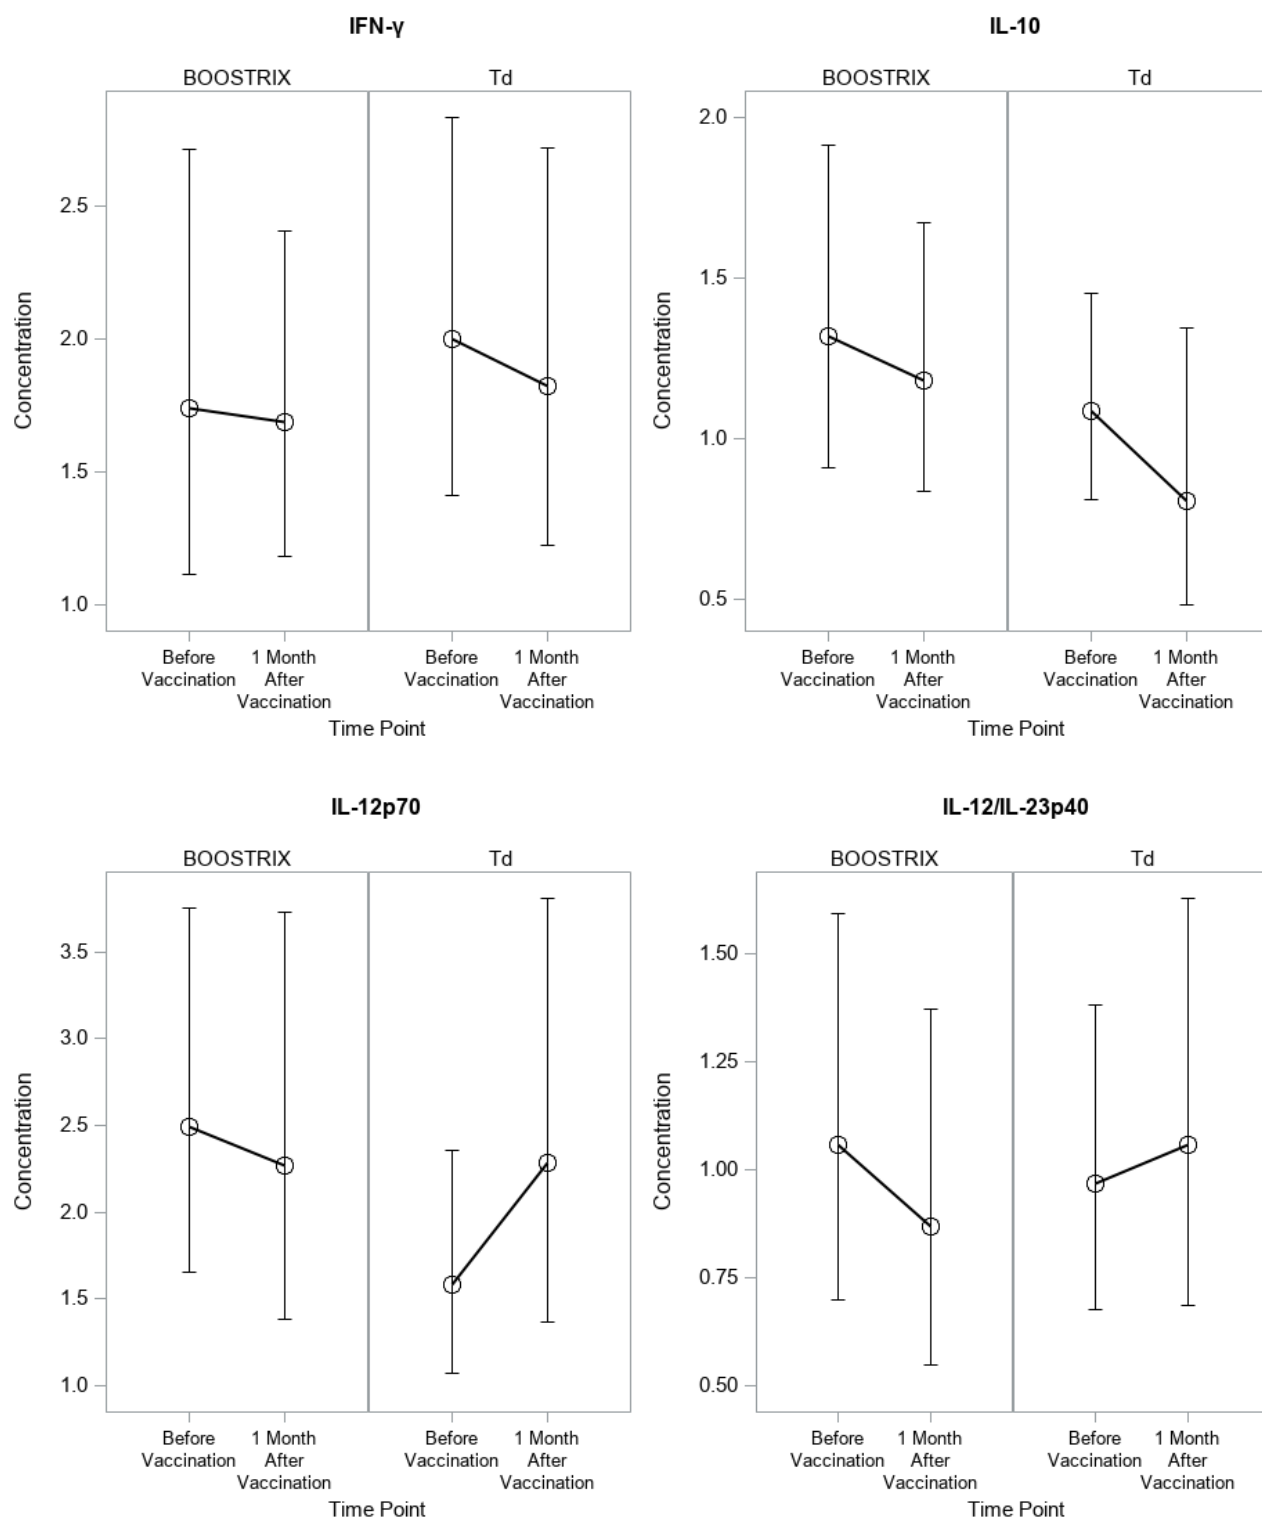 IFN-γ
BOOSTRIX Td
Concentration
2.5
2.0
1.5
1.0
Before Vaccination
1 Month After Vaccination
Before Vaccination
1 Month After Vaccination
Time Point
IL-10
BOOSTRIX Td
Concentration
2.0
1.5
1.0
0.5
Before Vaccination
1 Month After Vaccination
Before Vaccination
1 Month After Vaccination
Time Point
IL-12p70
BOOSTRIX Td
Concentration
3.5
3.0
2.5
2.0
1.5
1.0
Before Vaccination
1 Month After Vaccination
Before Vaccination
1 Month After Vaccination
Time Point
IL-12/IL-23p40
BOOSTRIX Td
Concentration
1.50
1.25
1.00
0.75
0.50
Before Vaccination
1 Month After Vaccination
Before Vaccination
1 Month After Vaccination
Time Point